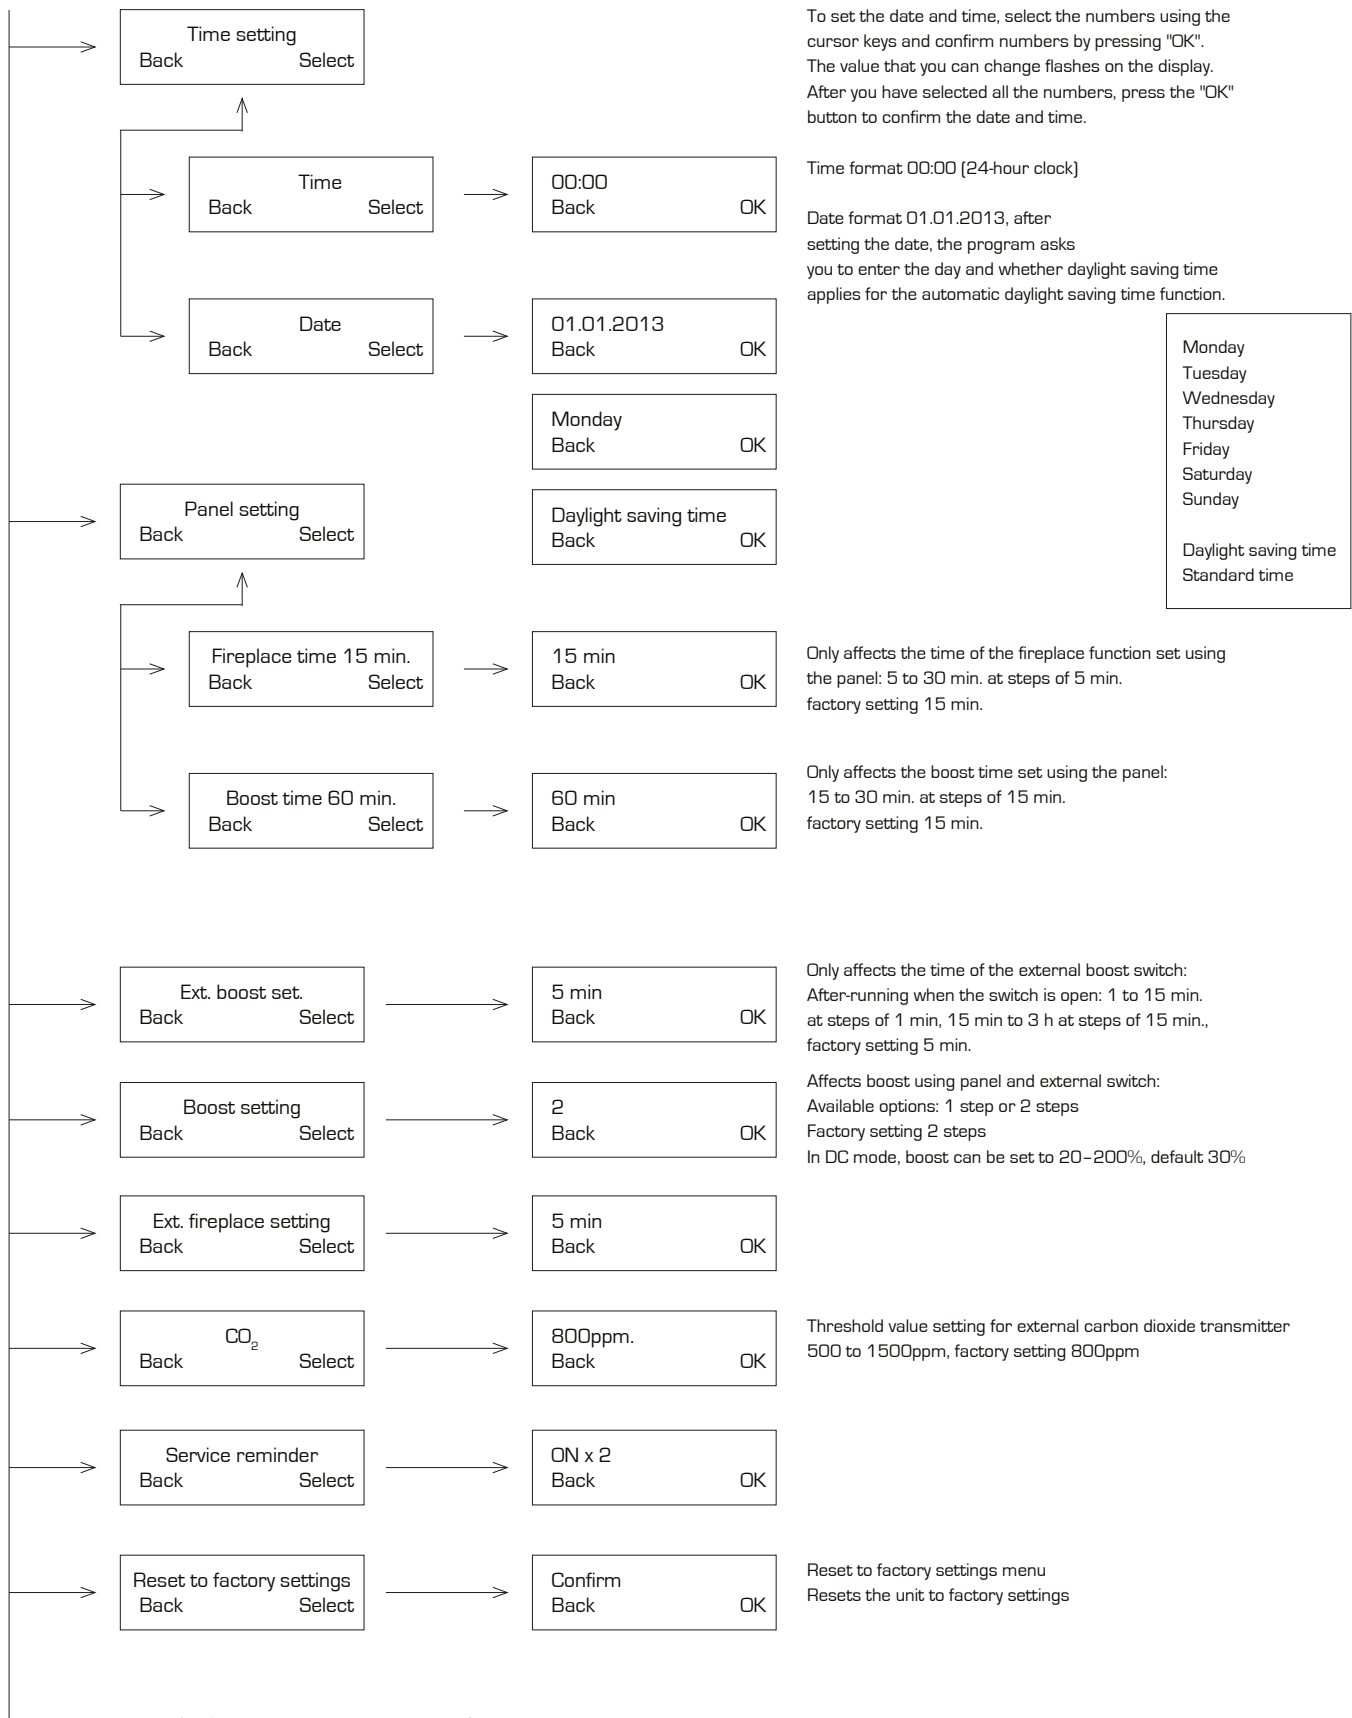 Time setting
Back Select
To set the date and time, select the numbers using the
cursor keys and confirm numbers by pressing "OK".
The value that you can change flashes on the display.
After you have selected all the numbers, press the "OK"
button to confirm the date and time.
Time
Back Select
00:00
Back OK
Time format 00:00 (24-hour clock)
Date format 01.01.2013, after
setting the date, the program asks
you to enter the day and whether daylight saving time
applies for the automatic daylight saving time function.
Date
Back Select
01.01.2013
Back OK
Monday
Back OK
Daylight saving time
Back OK
Monday
Tuesday
Wednesday
Thursday
Friday
Saturday
Sunday
Daylight saving time
Standard time
Panel setting
Back Select
Fireplace time 15 min.
Back Select
15 min
Back OK
Only affects the time of the fireplace function set using
the panel: 5 to 30 min. at steps of 5 min.
factory setting 15 min.
Boost time 60 min.
Back Select
60 min
Back OK
Only affects the boost time set using the panel:
15 to 30 min. at steps of 15 min.
factory setting 15 min.
Ext. boost set.
Back Select
5 min
Back OK
Only affects the time of the external boost switch:
After-running when the switch is open: 1 to 15 min.
at steps of 1 min, 15 min to 3 h at steps of 15 min.,
factory setting 5 min.
Boost setting
Back Select
2
Back OK
Affects boost using panel and external switch:
Available options: 1 step or 2 steps
Factory setting 2 steps
In DC mode, boost can be set to 20–200%, default 30%
Ext. fireplace setting
Back Select
5 min
Back OK
CO₂
Back Select
800ppm.
Back OK
Threshold value setting for external carbon dioxide transmitter
500 to 1500ppm, factory setting 800ppm
Service reminder
Back Select
ON x 2
Back OK
Reset to factory settings
Back Select
Confirm
Back OK
Reset to factory settings menu
Resets the unit to factory settings